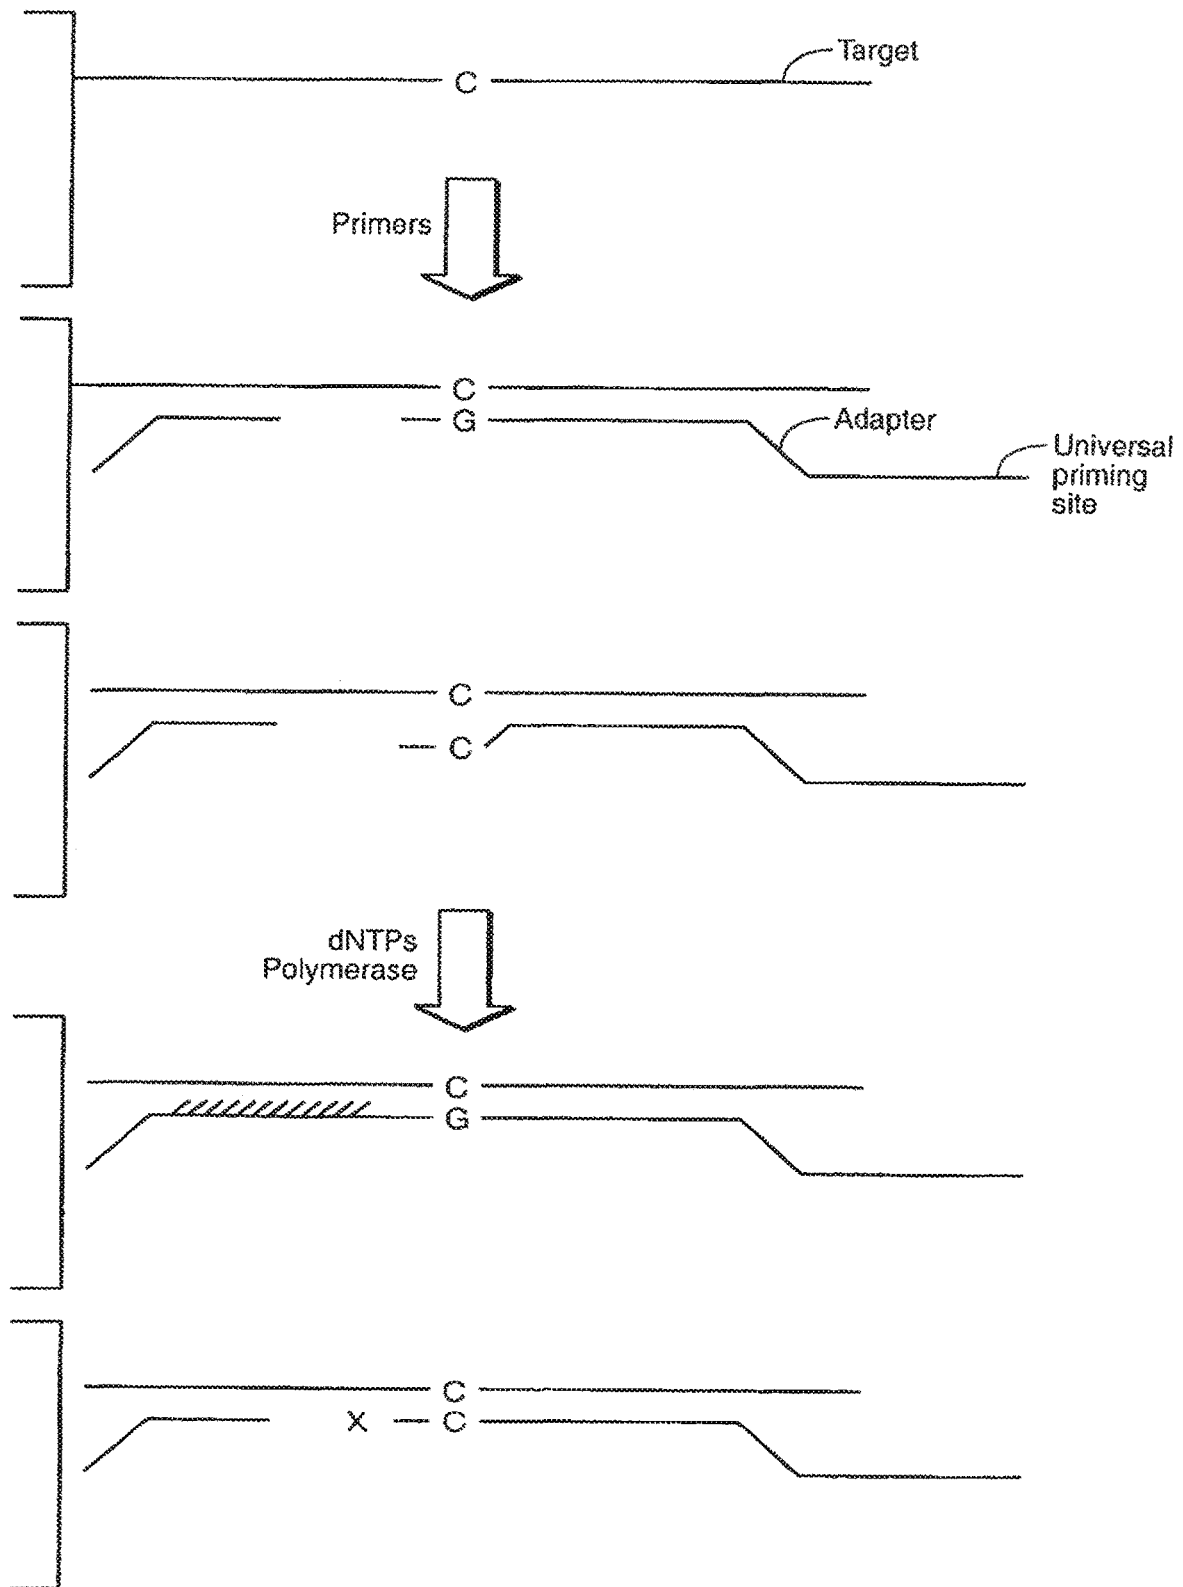 Target
C
Primers
C
G
Adapter
Universal
priming
site
C
C
dNTPs
Polymerase
C
G
C
X
C